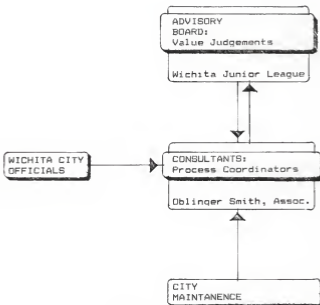 ADVISORY
BOARD:
Value Judgements
Wichita Junior League
WICHITA CITY
OFFICIALS
CONSULTANTS:
Process Coordinators
Oblinger Smith, Assoc.
CITY
MAINTANENCE